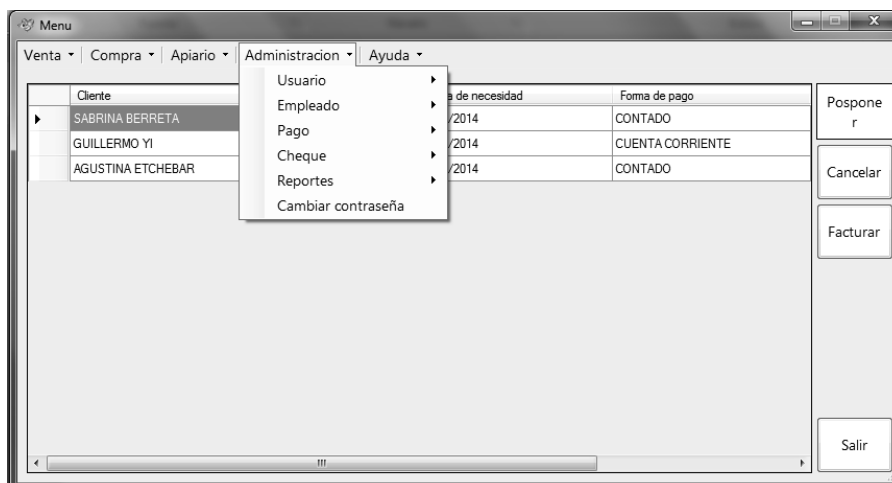 Menu
Venta Compra Apiario Administracion Ayuda
Usuario
Empleado
Pago
Cheque
Reportes
Cambiar contraseña
Cliente a de necesidad Forma de pago
SABRINA BERRETA /2014 CONTADO
GUILLERMO YI /2014 CUENTA CORRIENTE
AGUSTINA ETCHEBAR /2014 CONTADO
Pospone
r
Cancelar
Facturar
Salir